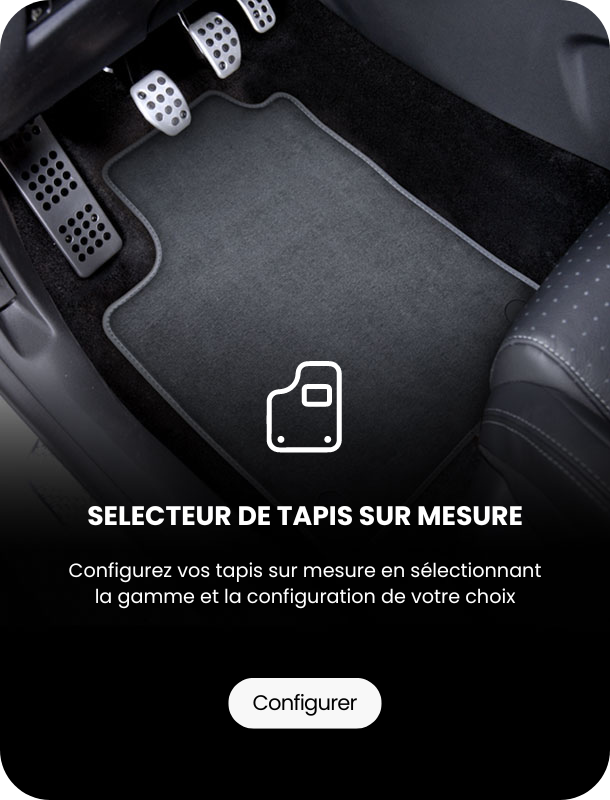 SELECTEUR DE TAPIS SUR MESURE
Configurez vos tapis sur mesure en sélectionnant
la gamme et la configuration de votre choix
Configurer